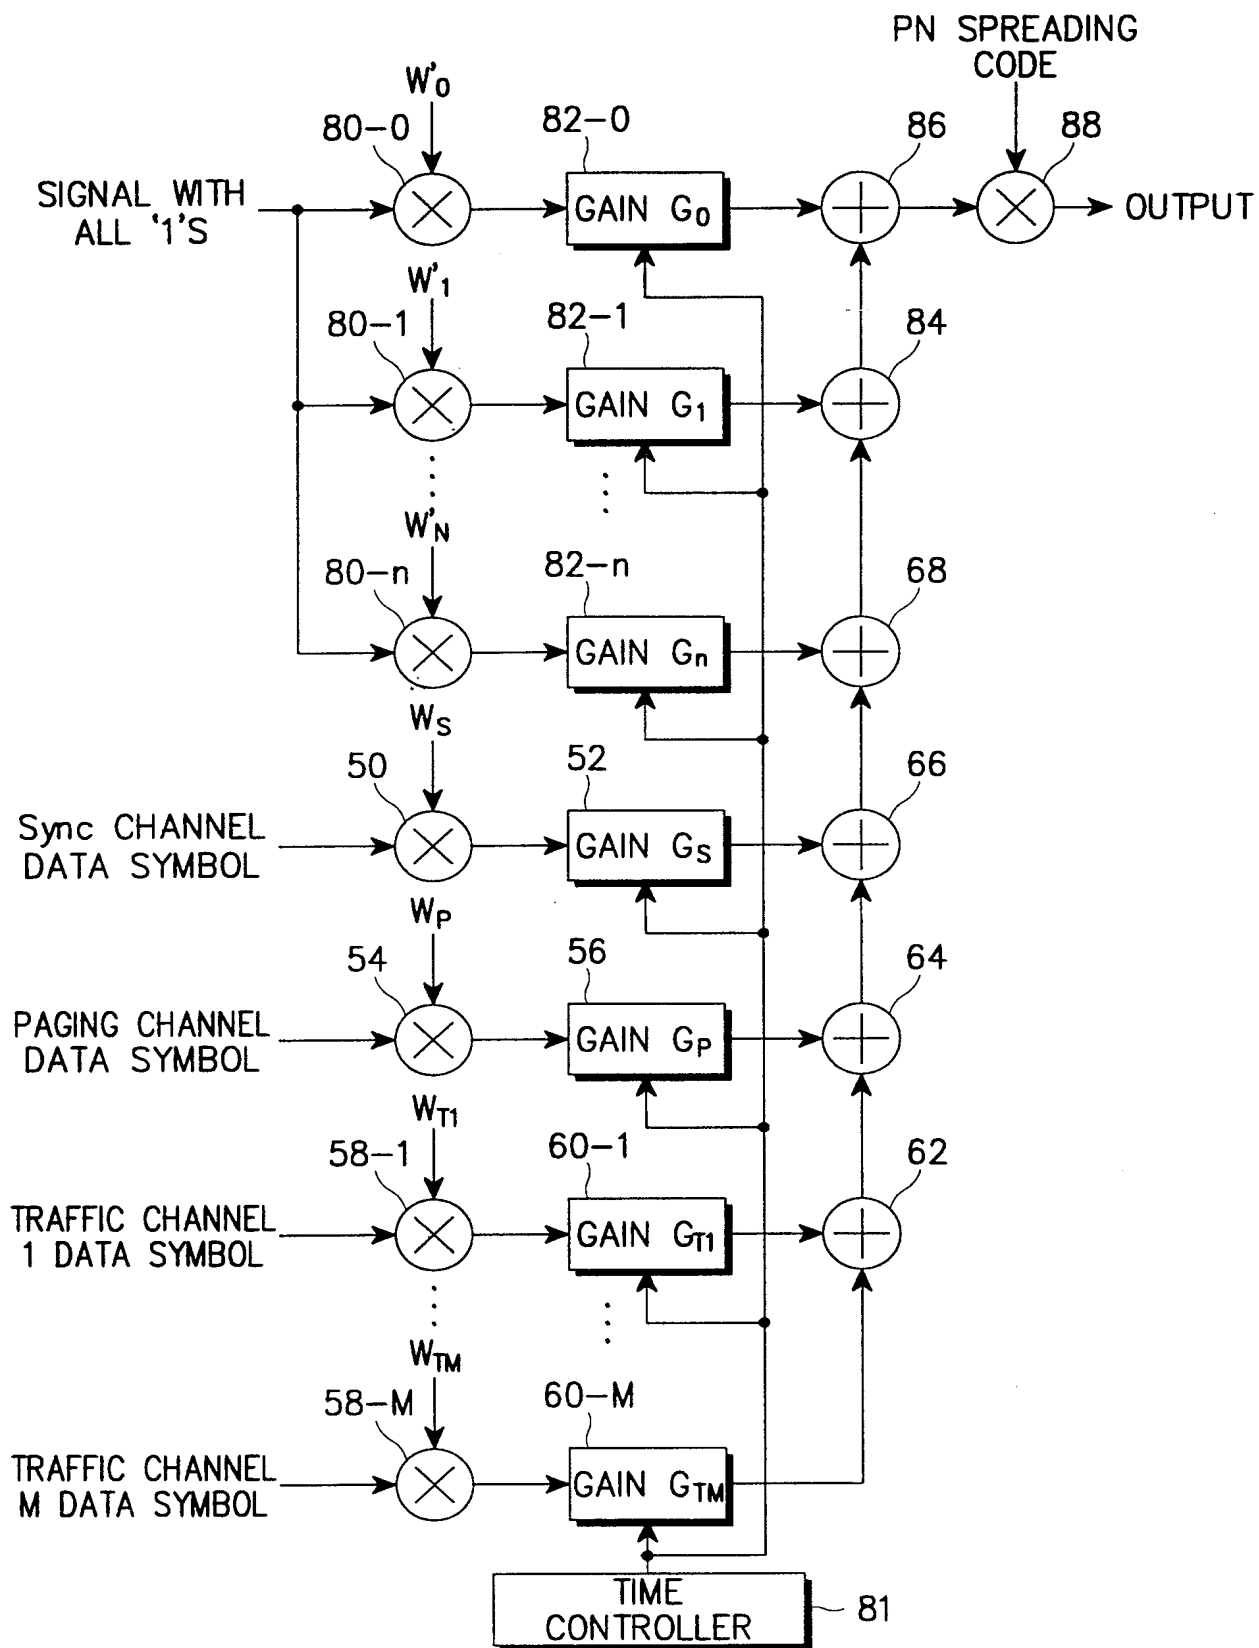 PN SPREADING
CODE
W'0
80-0
82-0
86
88
SIGNAL WITH
ALL '1'S
GAIN G0
OUTPUT
W'1
80-1
82-1
84
GAIN G1
W'N
80-n
82-n
68
GAIN Gn
WS
50
52
66
Sync CHANNEL
DATA SYMBOL
GAIN GS
WP
54
56
64
PAGING CHANNEL
DATA SYMBOL
GAIN GP
WT1
58-1
60-1
62
TRAFFIC CHANNEL
1 DATA SYMBOL
GAIN GT1
WTM
58-M
60-M
TRAFFIC CHANNEL
M DATA SYMBOL
GAIN GTM
TIME
CONTROLLER
81